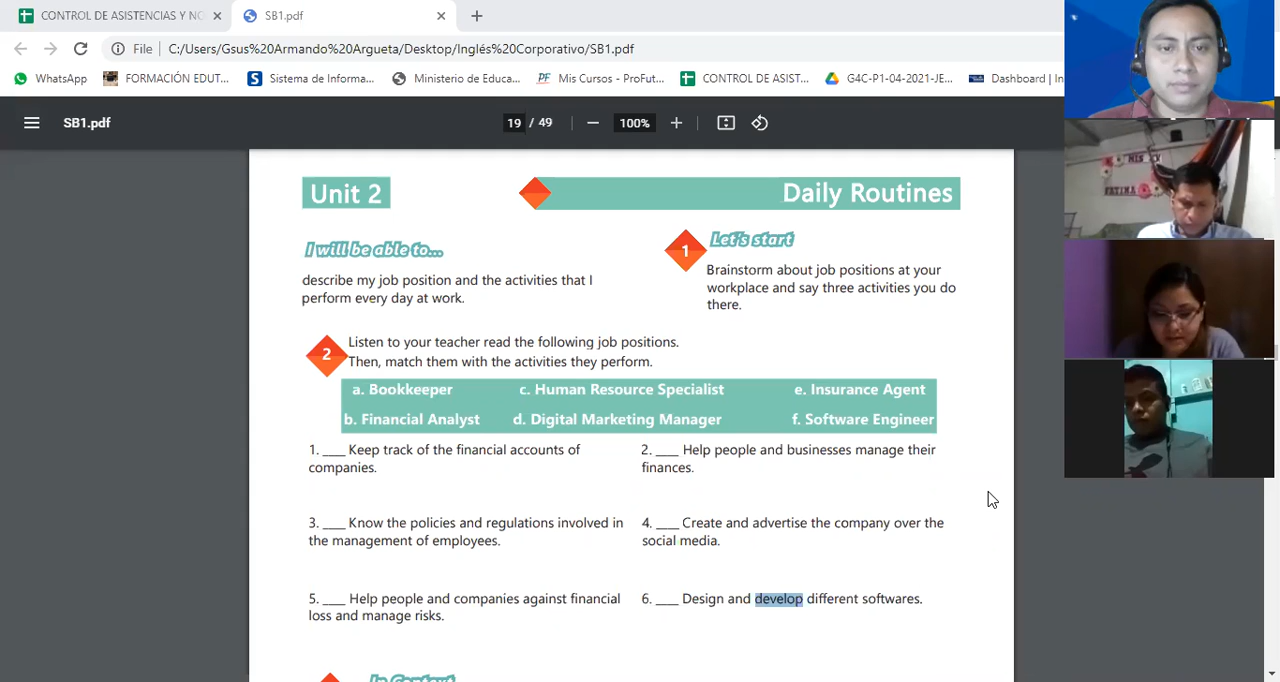 CONTROL DE ASISTENCIAS Y NO
SB1.pdf
File
C:/Users/Gsus%20Armando%20Argueta/Desktop/Inglés%20Corporativo/SB1.pdf
WhatsApp
FORMACIÓN EDUT...
Sistema de Informa...
Ministerio de Educa...
Mis Cursos - ProFut...
CONTROL DE ASIST...
G4C-P1-04-2021-JE...
Dashboard | In
SB1.pdf
19 / 49
100%
Unit 2
Daily Routines
I will be able to...
describe my job position and the activities that I
perform every day at work.
1
Let's start
Brainstorm about job positions at your
workplace and say three activities you do
there.
2
Listen to your teacher read the following job positions.
Then, match them with the activities they perform.
a. Bookkeeper
c. Human Resource Specialist
e. Insurance Agent
b. Financial Analyst
d. Digital Marketing Manager
f. Software Engineer
1. ___ Keep track of the financial accounts of
companies.
2. ___ Help people and businesses manage their
finances.
3. ___ Know the policies and regulations involved in
the management of employees.
4. ___ Create and advertise the company over the
social media.
5. ___ Help people and companies against financial
loss and manage risks.
6. ___ Design and develop different softwares.
In Context